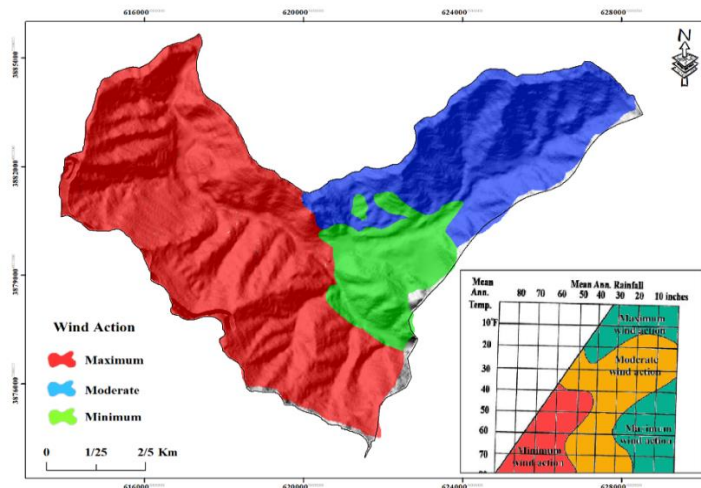 616000
620000
624000
628000
N
3885000
3882000
3879000
3876000
Wind Action
Maximum
Moderate
Minimum
0 1/25 2/5 Km
Mean Ann. Rainfall
Mean
Ann.
Temp.
80 70 60 50 40 30 20 10 inches
10°F
20
30
40
50
60
70
80
Maximum
wind action
Moderate
wind action
Maximum
wind action
Minimum
wind action
616000
620000
624000
628000